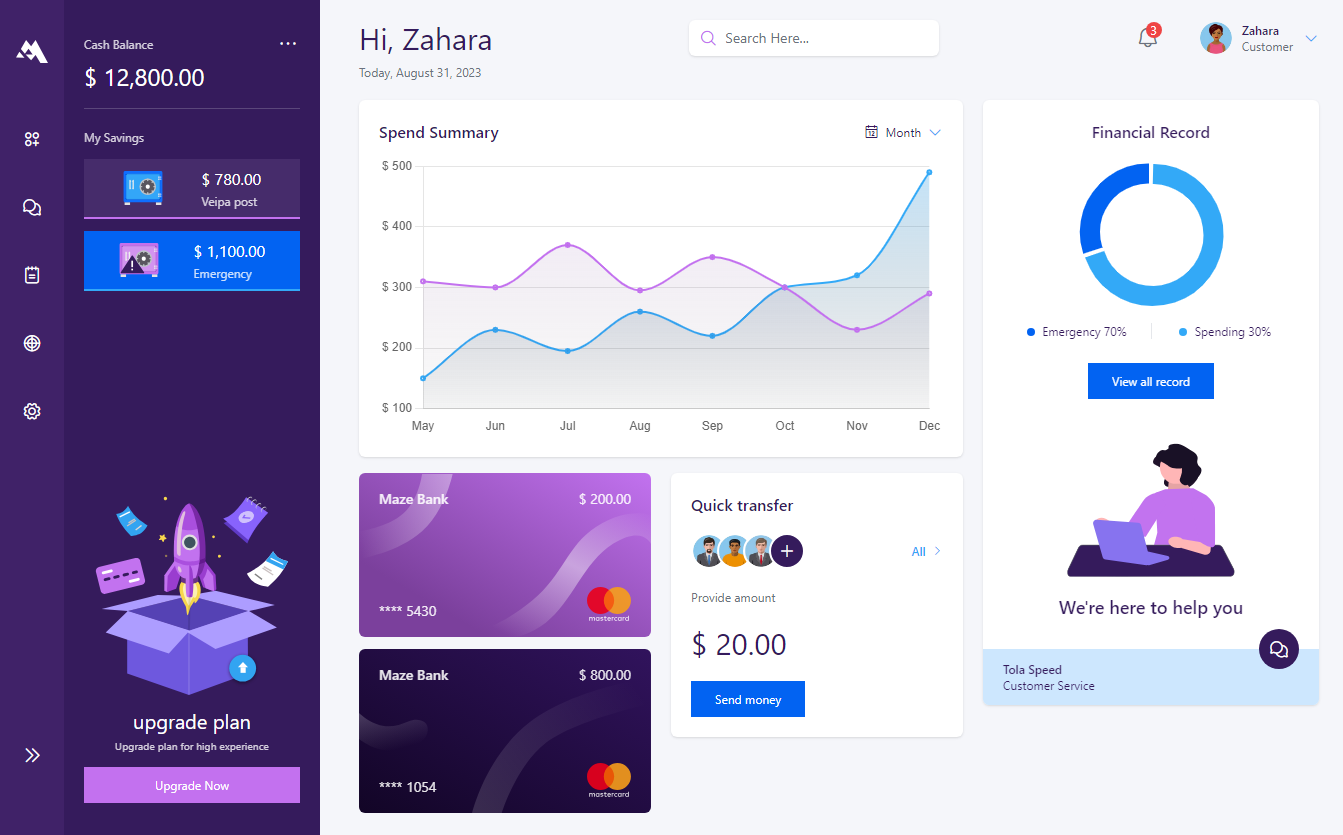 Cash Balance
$ 12,800.00
My Savings
$ 780.00
Veipa post
$ 1,100.00
Emergency
upgrade plan
Upgrade plan for high experience
Upgrade Now
Hi, Zahara
Today, August 31, 2023
Search Here...
3
Zahara
Customer
Spend Summary
12
Month
$ 500
$ 400
$ 300
$ 200
$ 100
May Jun Jul Aug Sep Oct Nov Dec
Maze Bank $ 200.00
**** 5430
mastercard
Maze Bank $ 800.00
**** 1054
mastercard
Quick transfer
All
Provide amount
$ 20.00
Send money
Financial Record
Emergency 70% Spending 30%
View all record
We're here to help you
Tola Speed
Customer Service